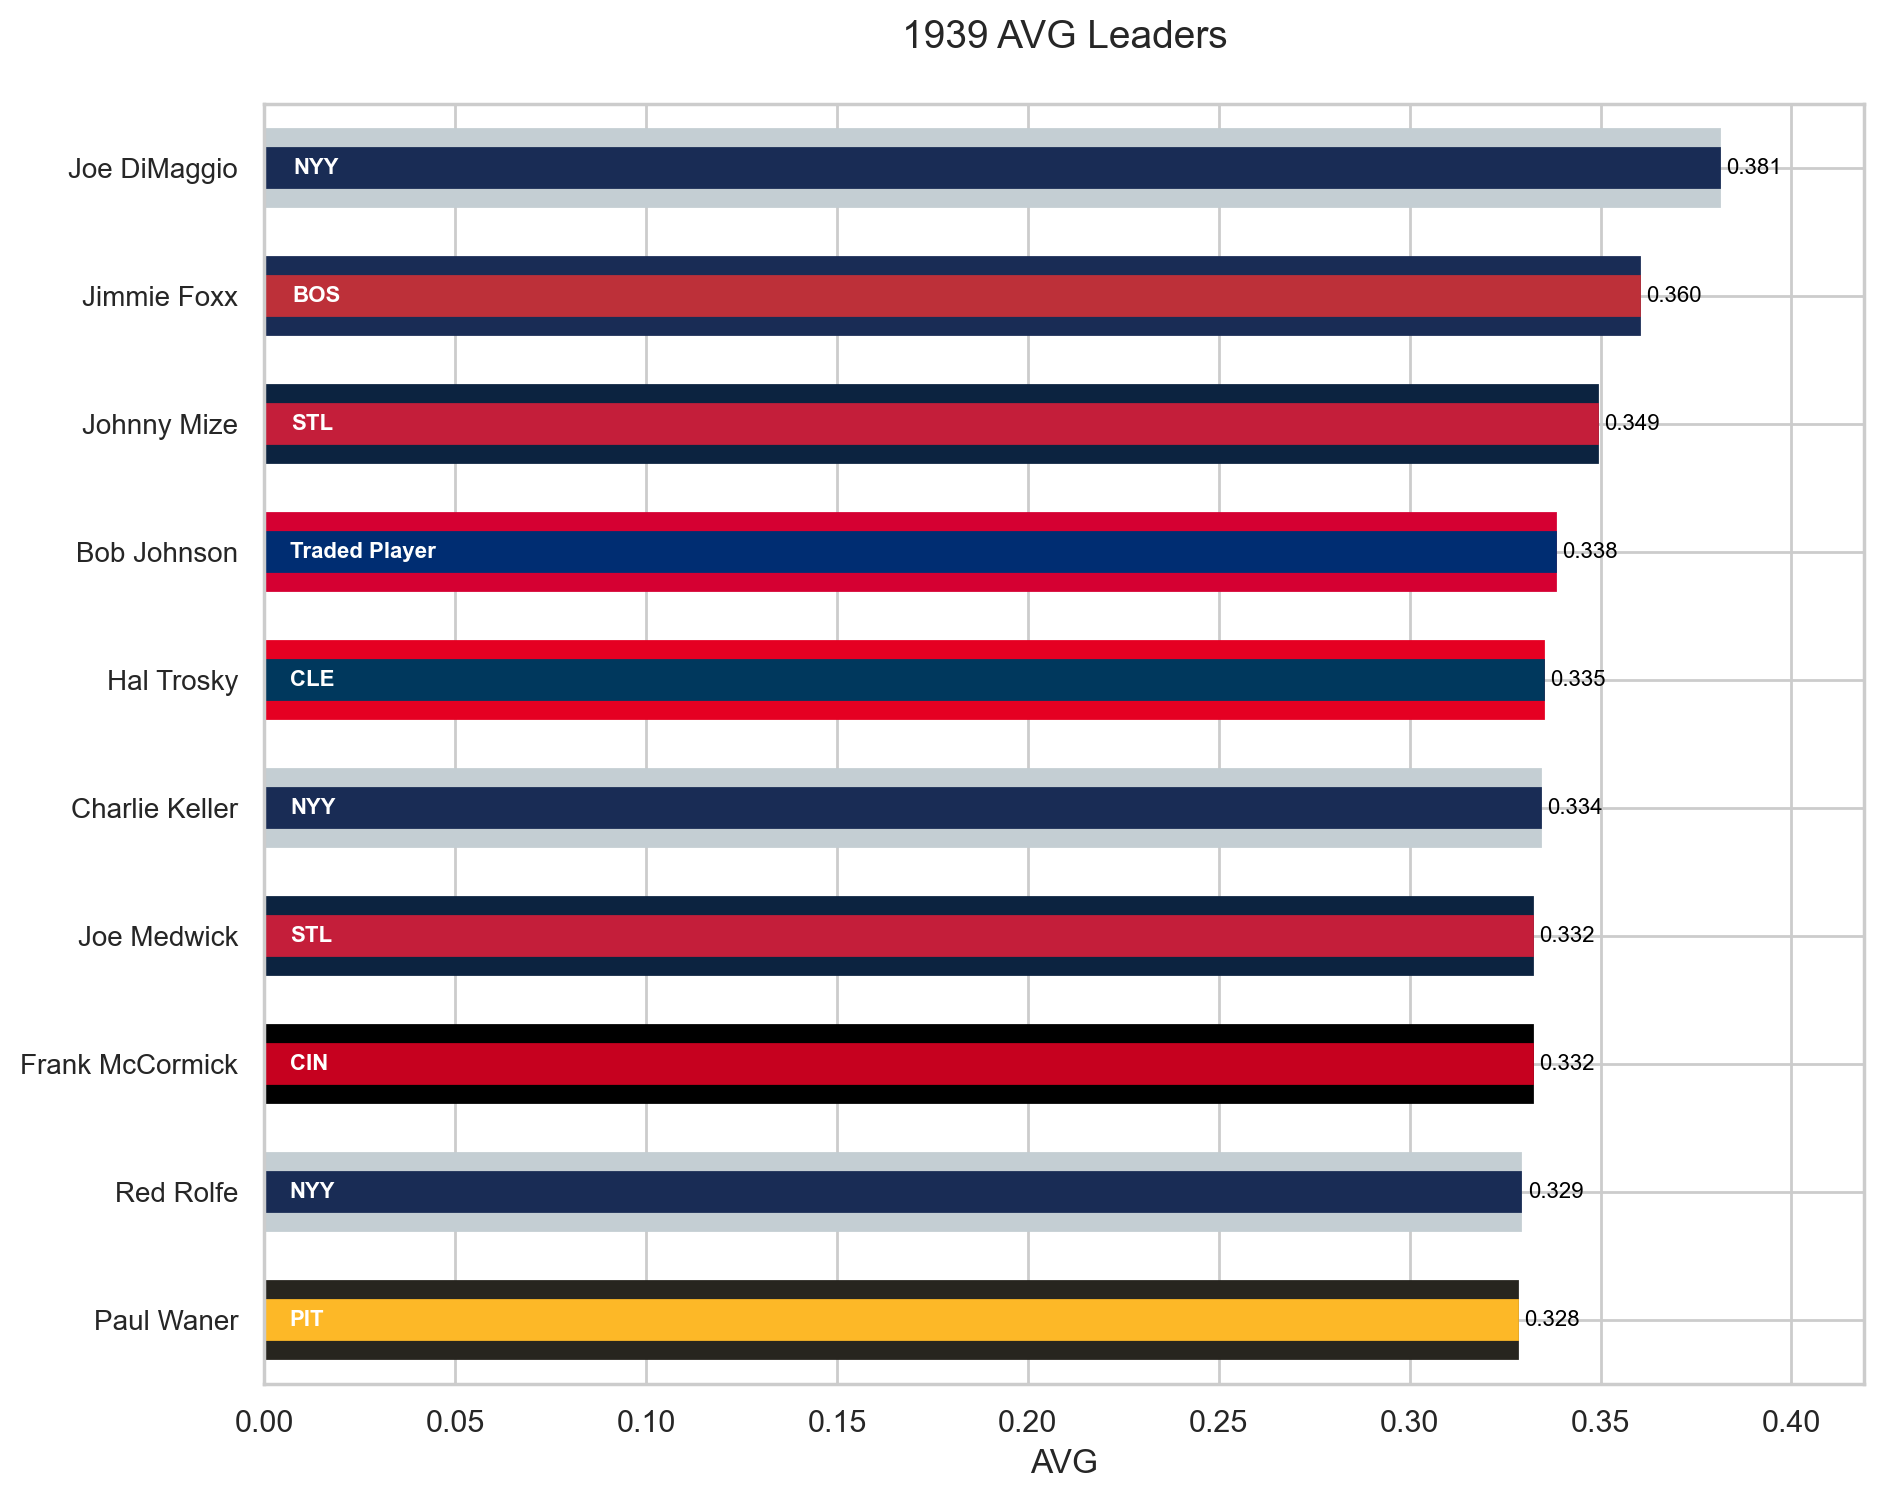 1939 AVG Leaders
Joe DiMaggio NYY 0.381
Jimmie Foxx BOS 0.360
Johnny Mize STL 0.349
Bob Johnson Traded Player 0.338
Hal Trosky CLE 0.335
Charlie Keller NYY 0.334
Joe Medwick STL 0.332
Frank McCormick CIN 0.332
Red Rolfe NYY 0.329
Paul Waner PIT 0.328
0.00 0.05 0.10 0.15 0.20 0.25 0.30 0.35 0.40
AVG